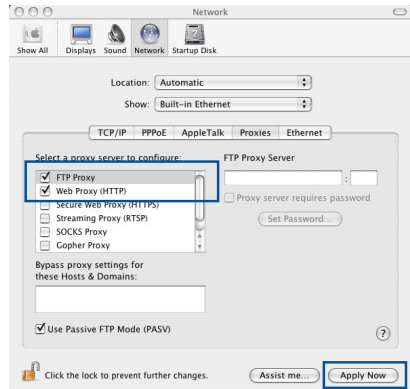 Network
Show All Displays Sound Network Startup Disk
Location: Automatic
Show: Built-in Ethernet
TCP/IP PPPoE AppleTalk Proxies Ethernet
Select a proxy server to configure: FTP Proxy Server
FTP Proxy
:
Web Proxy (HTTP)
Proxy server requires password
Secure Web Proxy (HTTPS)
Streaming Proxy (RTSP) Set Password...
SOCKS Proxy
Gopher Proxy
Bypass proxy settings for
these Hosts & Domains:
Use Passive FTP Mode (PASV) ?
Click the lock to prevent further changes. Assist me... Apply Now